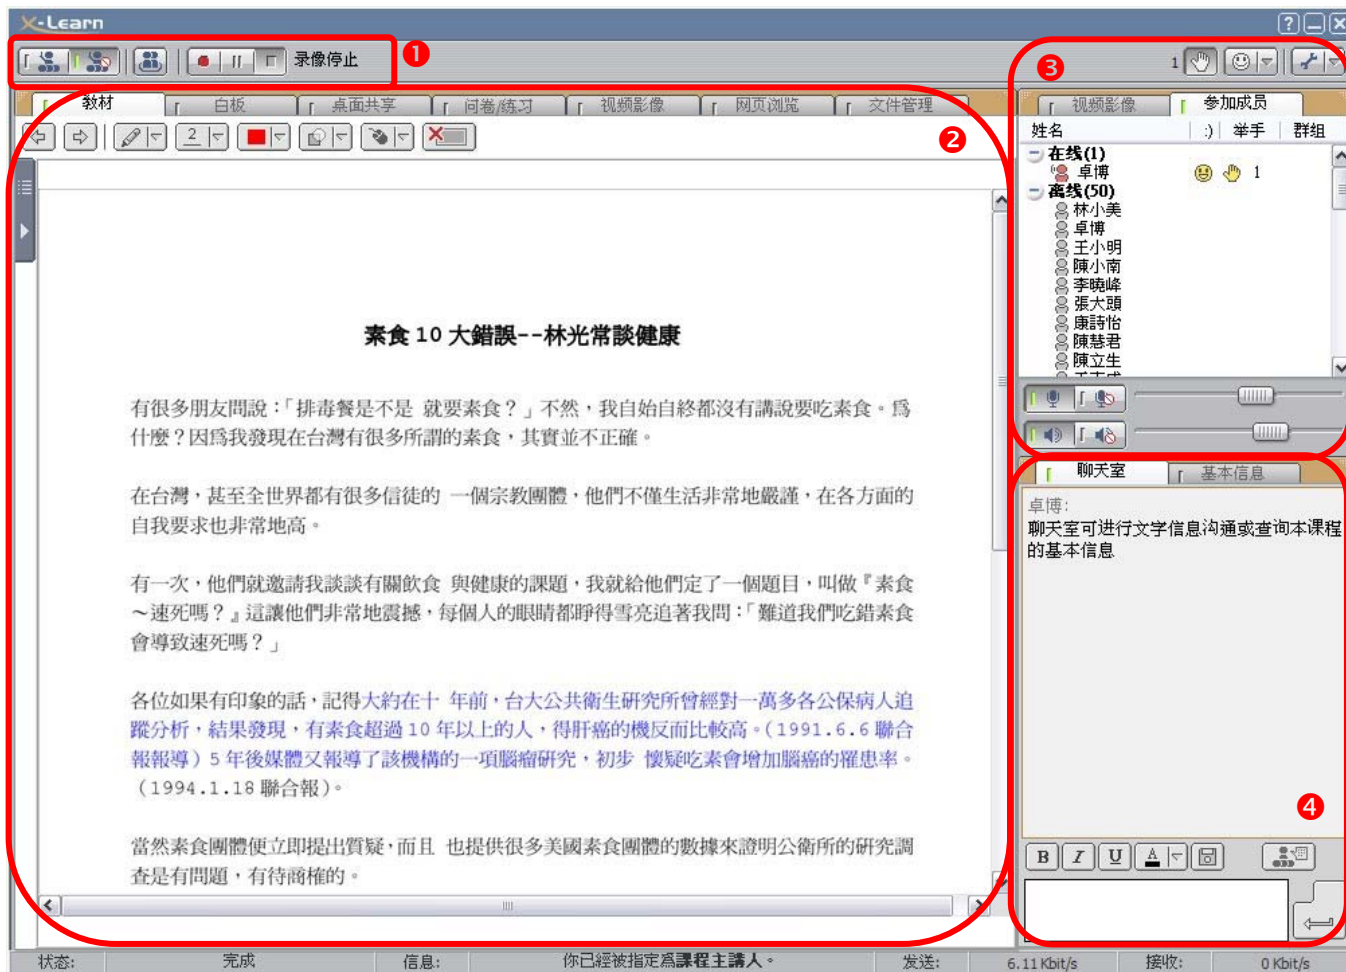 X-Learn
录像停止
1
1
教材 白板 桌面共享 问卷/练习 视频影像 网页浏览 文件管理
2
2
素食 10 大錯誤--林光常談健康
有很多朋友問說：「排毒餐是不是 就要素食？」不然，我自始自終都沒有講說要吃素食。爲
什麼？因爲我發現在台灣有很多所謂的素食，其實並不正確。
在台灣，甚至全世界都有很多信徒的 一個宗教團體，他們不僅生活非常地嚴謹，在各方面的
自我要求也非常地高。
有一次，他們就邀請我談談有關飲食 與健康的課題，我就給他們定了一個題目，叫做『素食
～速死嗎？』這讓他們非常地震撼，每個人的眼睛都睜得雪亮追著我問：「難道我們吃錯素食
會導致速死嗎？」
各位如果有印象的話，記得大約在十 年前，台大公共衛生研究所曾經對一萬多各公保病人追
蹤分析，結果發現，有素食超過 10 年以上的人，得肝癌的機反而比較高。(1991.6.6 聯合
報報導) 5 年後媒體又報導了該機構的一項腦瘤研究，初步 懷疑吃素會增加腦癌的罹患率。
（1994.1.18 聯合報）。
當然素食團體便立即提出質疑，而且 也提供很多美國素食團體的數據來證明公衛所的研究調
查是有問題，有待商榷的。
3
视频影像 参加成员
姓名 :) 举手 群组
在线(1)
卓博 1
离线(50)
林小美
卓博
王小明
陳小南
李曉峰
張大頭
康詩怡
陳慧君
陳立生
聊天室 基本信息
卓博:
聊天室可进行文字信息沟通或查询本课程
的基本信息
4
B I U A
状态: 完成 信息: 你已經被指定爲課程主講人。 发送: 6.11 Kbit/s 接收: 0 Kbit/s